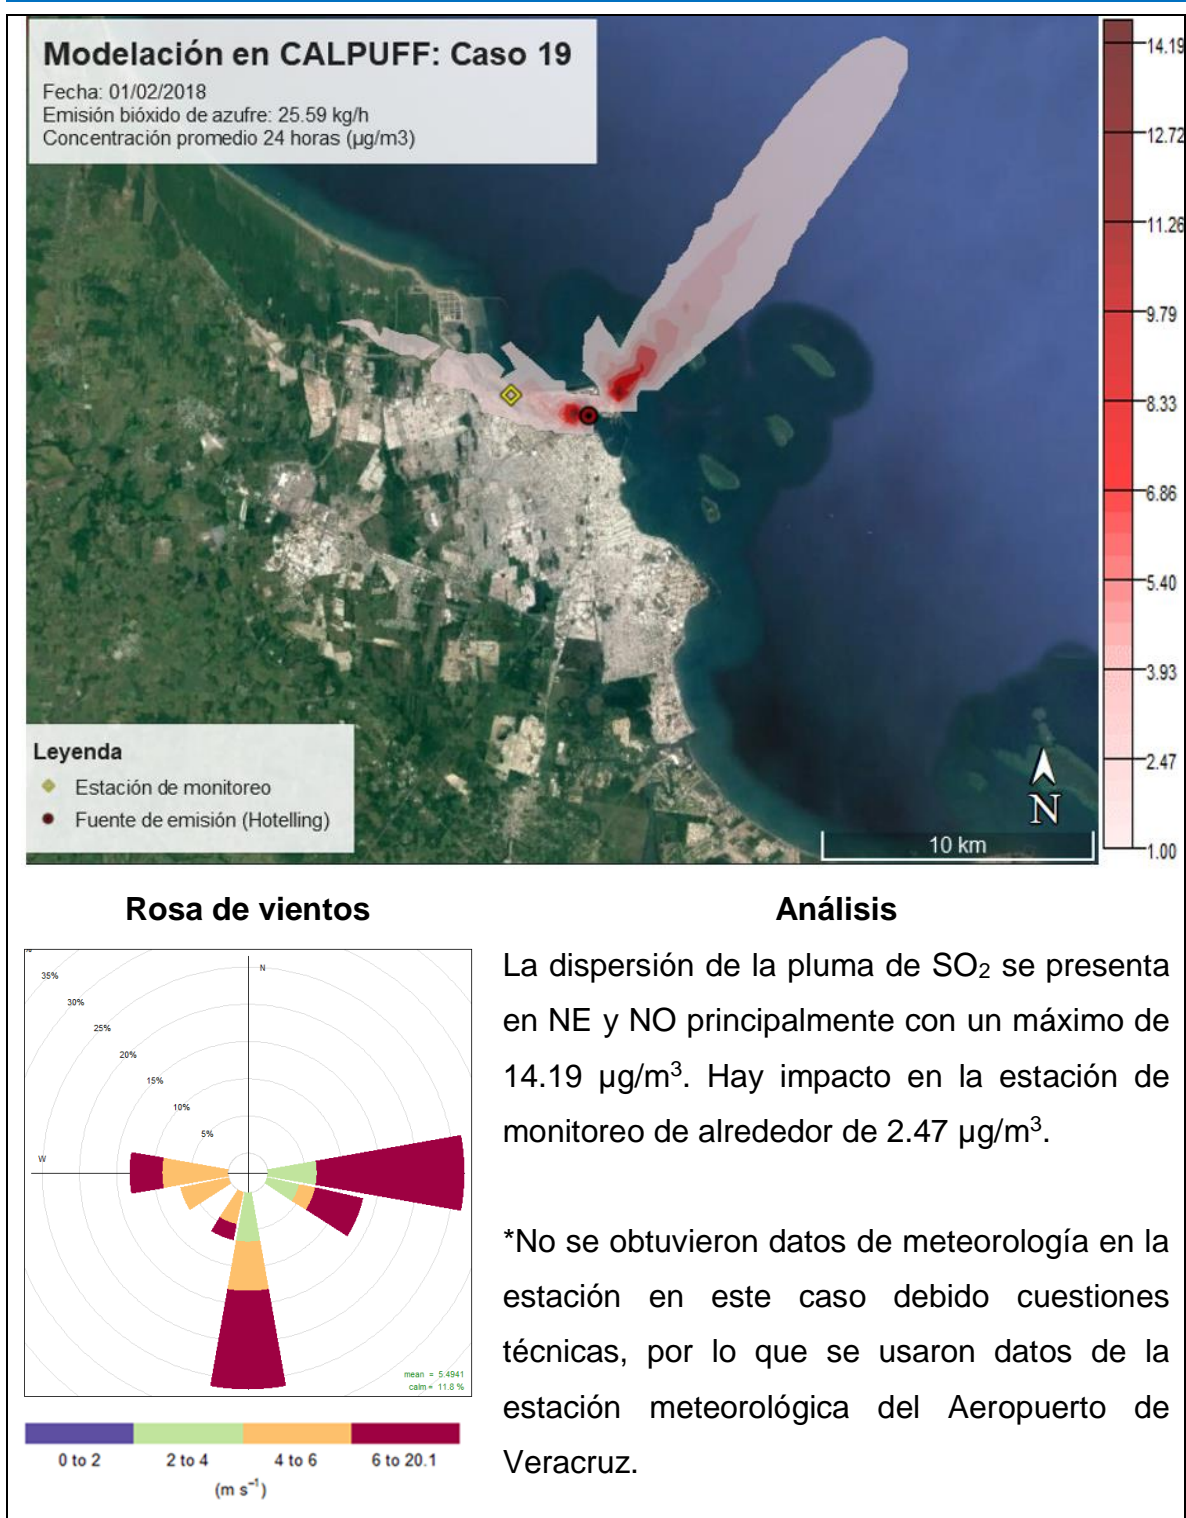 Modelación en CALPUFF: Caso 19
Fecha: 01/02/2018
Emisión bióxido de azufre: 25.59 kg/h
Concentración promedio 24 horas (µg/m3)
14.19
12.72
11.26
9.79
8.33
6.86
5.40
3.93
2.47
1.00
Leyenda
Estación de monitoreo
Fuente de emisión (Hotelling)
N
10 km
Rosa de vientos
35%
30%
25%
20%
15%
10%
5%
N
W
mean = 5.4941
calm = 11.8 %
0 to 2
2 to 4
4 to 6
6 to 20.1
(m s⁻¹)
Análisis
La dispersión de la pluma de SO₂ se presenta
en NE y NO principalmente con un máximo de
14.19 µg/m³. Hay impacto en la estación de
monitoreo de alrededor de 2.47 µg/m³.
*No se obtuvieron datos de meteorología en la
estación en este caso debido cuestiones
técnicas, por lo que se usaron datos de la
estación meteorológica del Aeropuerto de
Veracruz.